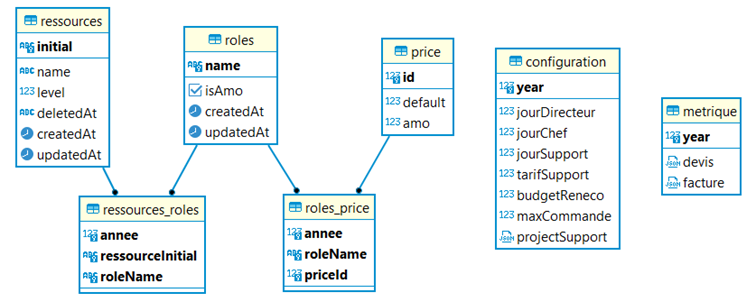 ressources
initial
name
level
deletedAt
createdAt
updatedAt
roles
name
isAmo
createdAt
updatedAt
price
id
default
amo
configuration
year
jourDirecteur
jourChef
jourSupport
tarifSupport
budgetReneco
maxCommande
projectSupport
metrique
year
devis
facture
ressources_roles
annee
ressourceInitial
roleName
roles_price
annee
roleName
priceId